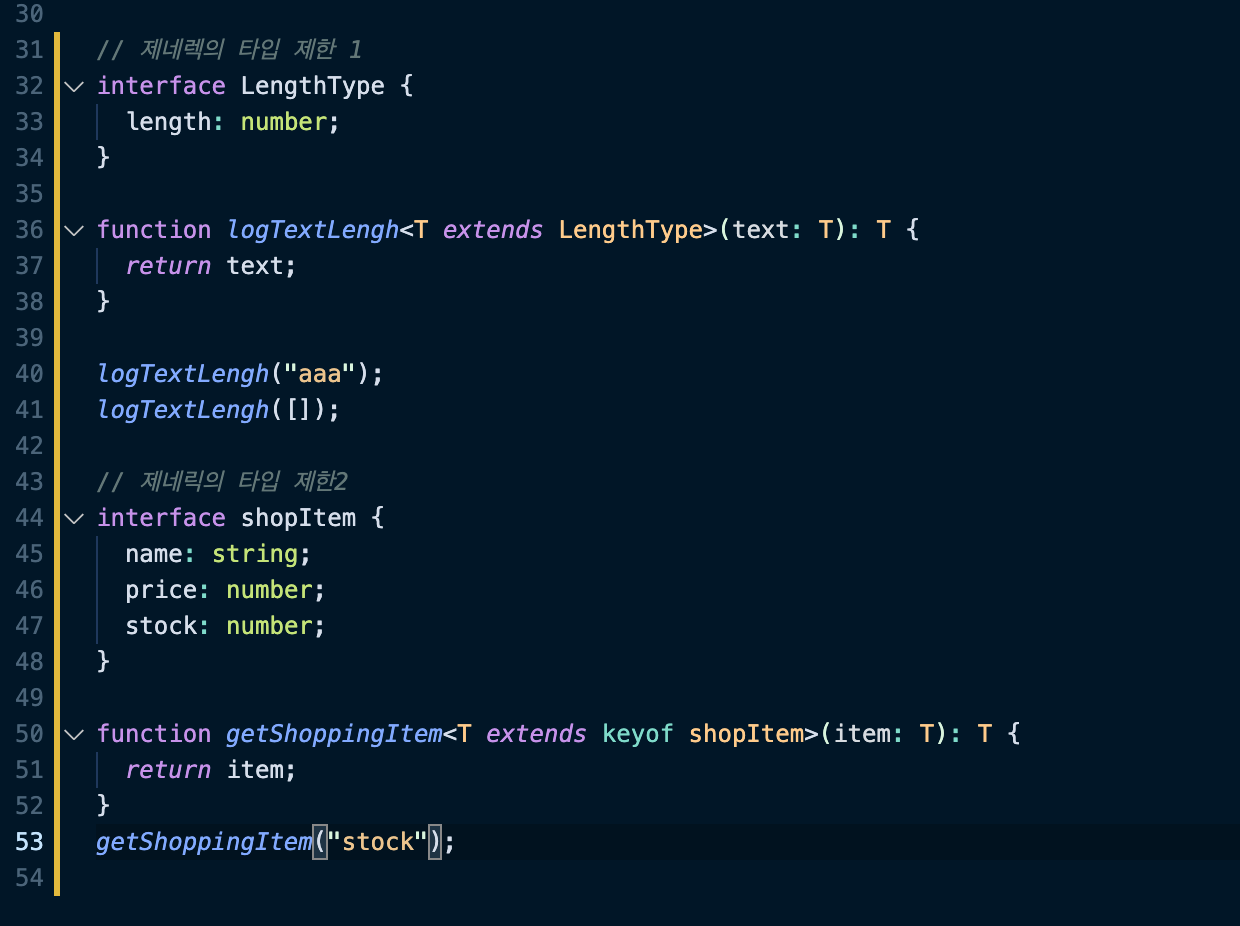 30
31 // 제네렉의 타입 제한 1
32 interface LengthType {
33 length: number;
34 }
35
36 function logTextLengh<T extends LengthType>(text: T): T {
37 return text;
38 }
39
40 logTextLengh("aaa");
41 logTextLengh([]);
42
43 // 제네릭의 타입 제한2
44 interface shopItem {
45 name: string;
46 price: number;
47 stock: number;
48 }
49
50 function getShoppingItem<T extends keyof shopItem>(item: T): T {
51 return item;
52 }
53 getShoppingItem("stock");
54